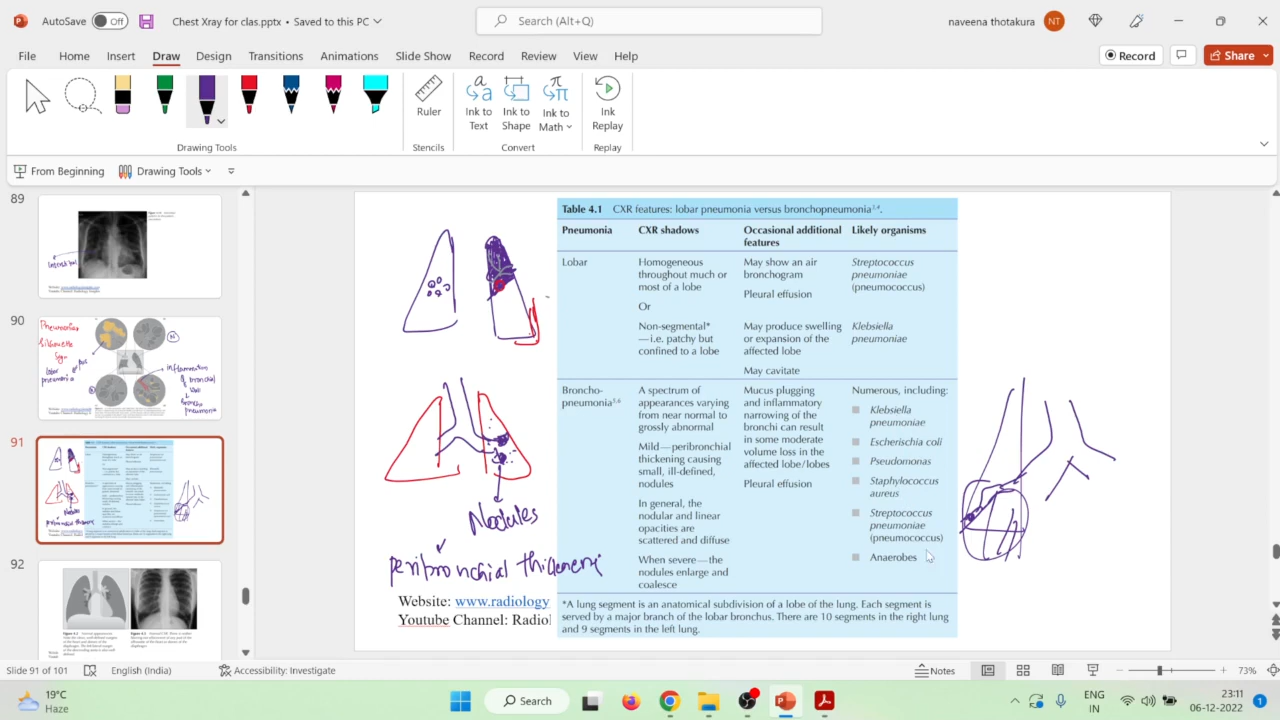 AutoSave Off Chest Xray for clas.pptx • Saved to this PC Search (Alt+Q) naveena thotakura NT
File Home Insert Draw Design Transitions Animations Slide Show Record Review View Help Record Share
Ruler
Ink to Text
Ink to Shape
Ink to Math
Ink Replay
Drawing Tools Stencils Convert Replay
From Beginning Drawing Tools
89
90
Pneumonia
lobar
pneumonia
pus
inflammation
91
92
Table 4.1 CXR features: lobar pneumonia versus bronchopneumonia
Pneumonia
CXR shadows
Occasional additional
features
Likely organisms
Lobar
Homogeneous
throughout much or
most of a lobe
Or
Non-segmental*
—i.e. patchy but
confined to a lobe
May show an air
bronchogram
Pleural effusion
May produce swelling
or expansion of the
affected lobe
May cavitate
Streptococcus
pneumoniae
(pneumococcus)
Klebsiella
pneumoniae
Broncho-
pneumonia5,6
A spectrum of
appearances varying
from near normal to
grossly abnormal
Mild—peribronchial
thickening causing
small, ill-defined,
nodules
In general, the
nodular and linear
opacities are
scattered and diffuse
When severe—the
nodules enlarge and
coalesce
Mucus plugging
and inflammatory
narrowing of the
bronchi can result
in some moderate
volume loss in the
affected lobe/lobes
Pleural effusion
Numerous, including:
Klebsiella
pneumoniae
Escherischia coli
Pseudomonas
Staphylococcus
aureus
Streptococcus
pneumoniae
(pneumococcus)
Anaerobes
*A lung segment is an anatomical subdivision of a lobe of the lung. Each segment is
served by a major branch of the lobar bronchus. There are 10 segments in the right lung
and 9 segments in the left lung.
Nodules
peribronchial
Website: www.radiology
Youtube Channel: Radio
Slide 91 of 101 English (India) Accessibility: Investigate Notes 73%
19°C
Haze
Search
ENG
IN
23:11
06-12-2022
1